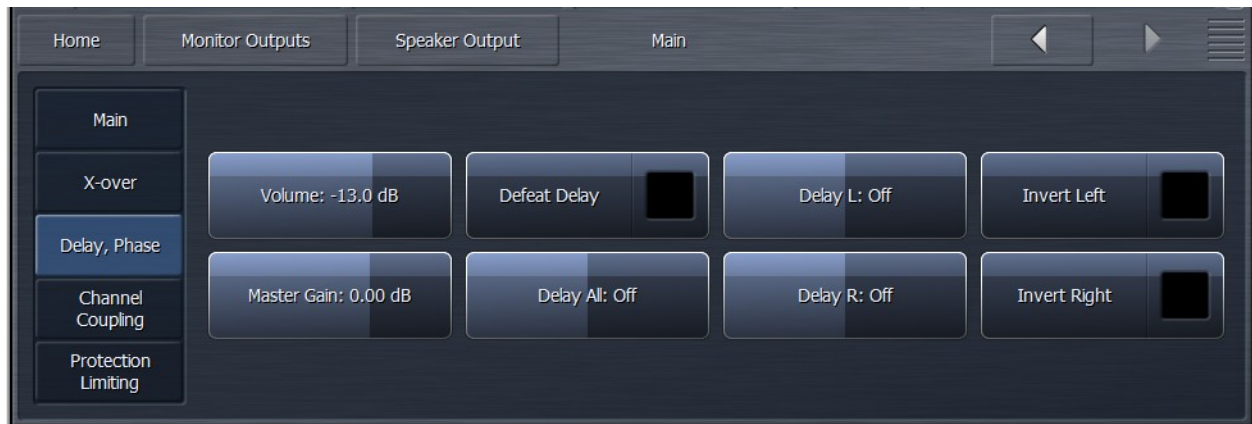 Home
Monitor Outputs
Speaker Output
Main
Main
X-over
Delay, Phase
Channel
Coupling
Protection
Limiting
Volume: -13.0 dB
Defeat Delay
Delay L: Off
Invert Left
Master Gain: 0.00 dB
Delay All: Off
Delay R: Off
Invert Right